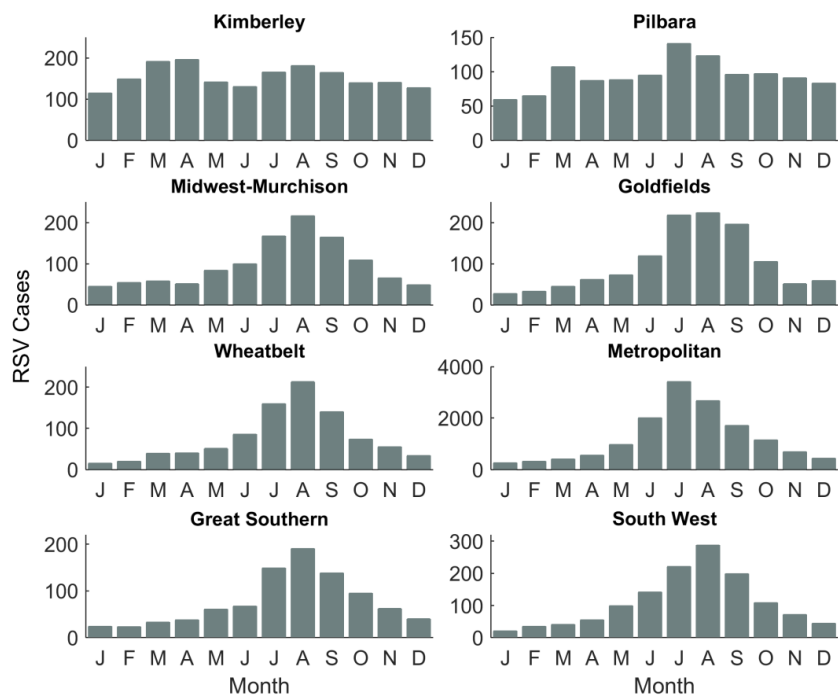 Kimberley
200
100
0
J F M A M J J A S O N D
Pilbara
150
100
50
0
J F M A M J J A S O N D
Midwest-Murchison
200
100
0
J F M A M J J A S O N D
Goldfields
200
100
0
J F M A M J J A S O N D
RSV Cases
Wheatbelt
200
100
0
J F M A M J J A S O N D
Metropolitan
4000
2000
0
J F M A M J J A S O N D
Great Southern
200
100
0
J F M A M J J A S O N D
Month
South West
300
200
100
0
J F M A M J J A S O N D
Month